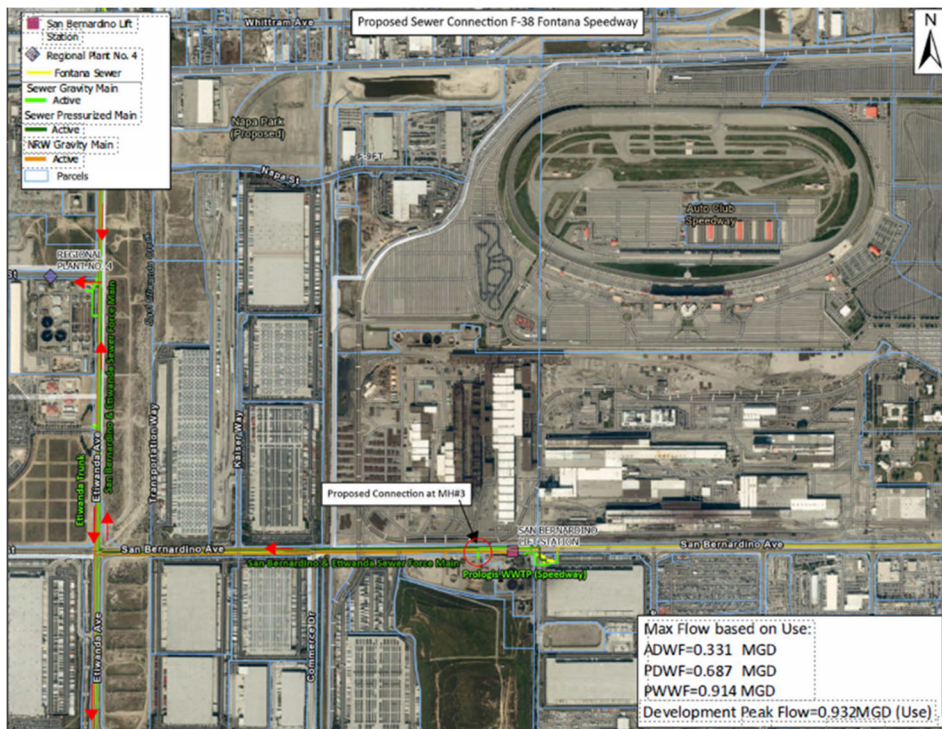 Whittram Ave
Proposed Sewer Connection F-38 Fontana Speedway
N
San Bernardino Lift
Station
Regional Plant No. 4
Fontana Sewer
Sewer Gravity Main
Active
Sewer Pressurized Main
Active
NRW Gravity Main
Active
Parcels
Napa Park
(Proposed)
Napa St
Auto Club
Speedway
REGIONAL
PLANT NO. 4
St
San Bernardino & Etiwanda Sewer Force Main
Etiwanda Ave
Etiwanda Trunk
Transportation Way
Kaiser Way
Proposed Connection at MH#3
SAN BERNARDINO
LIFT STATION
St
San Bernardino Ave
San Bernardino Ave
San Bernardino & Etiwanda Sewer Force Main
Prologis WWTP (Speedway)
Etiwanda Ave
Commerce Dr
Max Flow based on Use:
ADWF=0.331 MGD
PDWF=0.687 MGD
PWWF=0.914 MGD
Development Peak Flow=0.932MGD (Use)